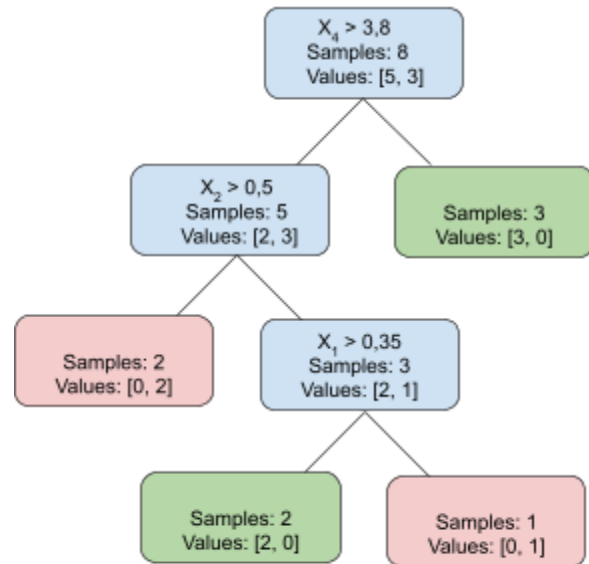 X₄ > 3,8
Samples: 8
Values: [5, 3]
X₂ > 0,5
Samples: 5
Values: [2, 3]
Samples: 3
Values: [3, 0]
Samples: 2
Values: [0, 2]
X₁ > 0,35
Samples: 3
Values: [2, 1]
Samples: 2
Values: [2, 0]
Samples: 1
Values: [0, 1]